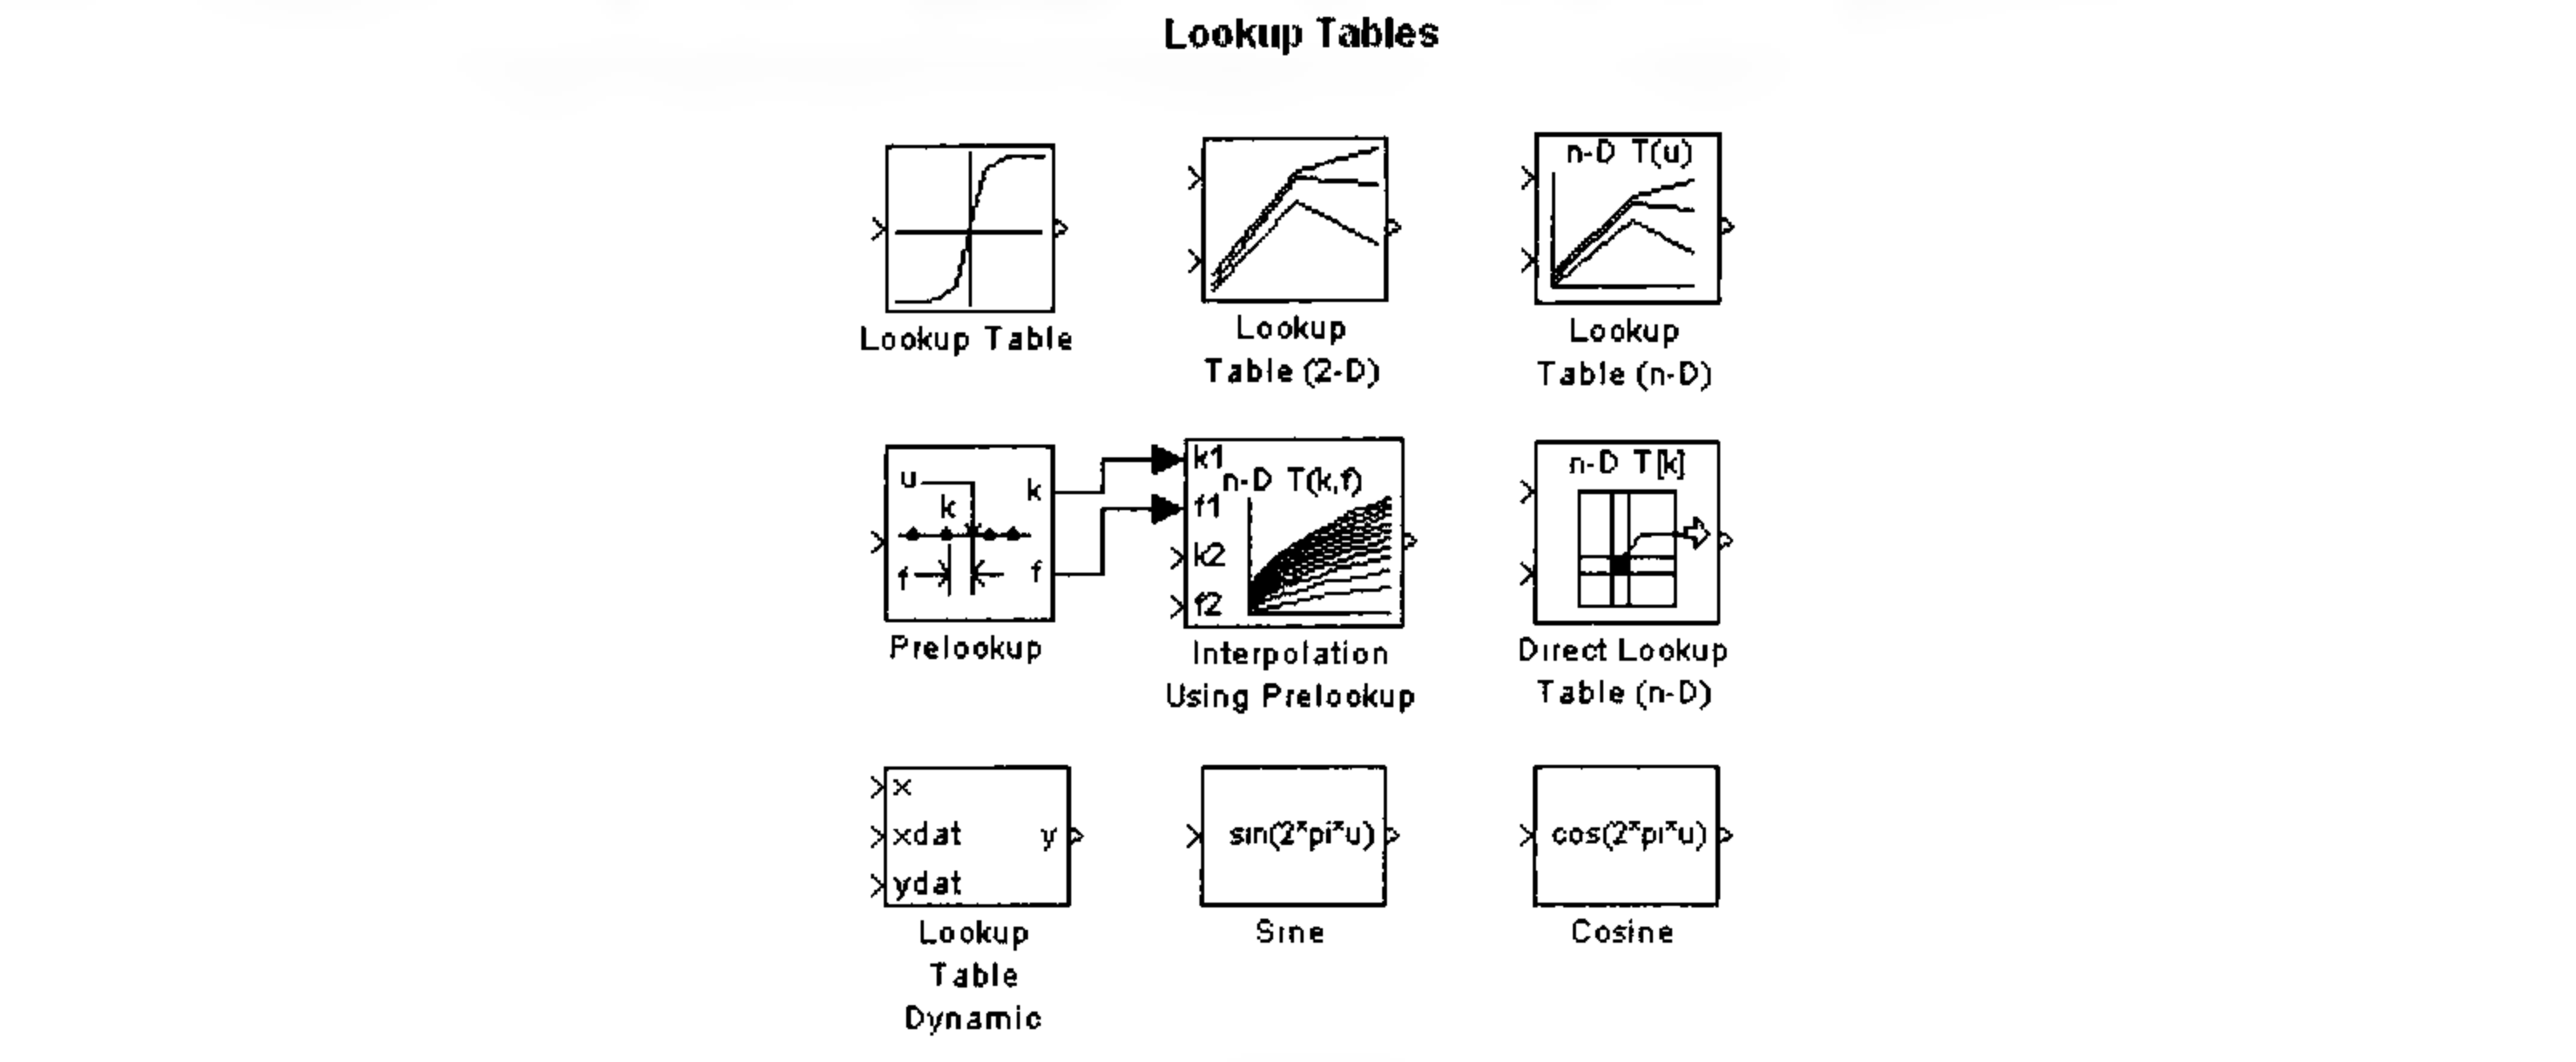 Lookup Tables
Lookup Table
Lookup
Table (2-D)
n-D T(u)
Lookup
Table (n-D)
u
k
k
f
f
Prelookup
k1
n-D T(k,f)
f1
k2
f2
Interpolation
Using Prelookup
n-D T[k]
Direct Lookup
Table (n-D)
x
xdat
y
ydat
Lookup
Table
Dynamic
sin(2*pi*u)
Sine
cos(2*pi*u)
Cosine